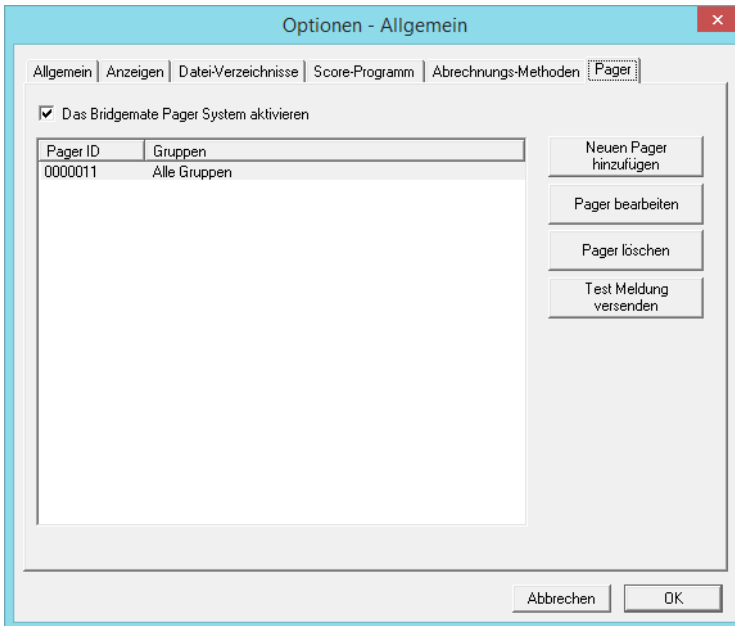 Optionen - Allgemein
Allgemein Anzeigen Datei-Verzeichnisse Score-Programm Abrechnungs-Methoden Pager
Das Bridgemate Pager System aktivieren
Pager ID Gruppen
0000011 Alle Gruppen
Neuen Pager
hinzufügen
Pager bearbeiten
Pager löschen
Test Meldung
versenden
Abbrechen OK